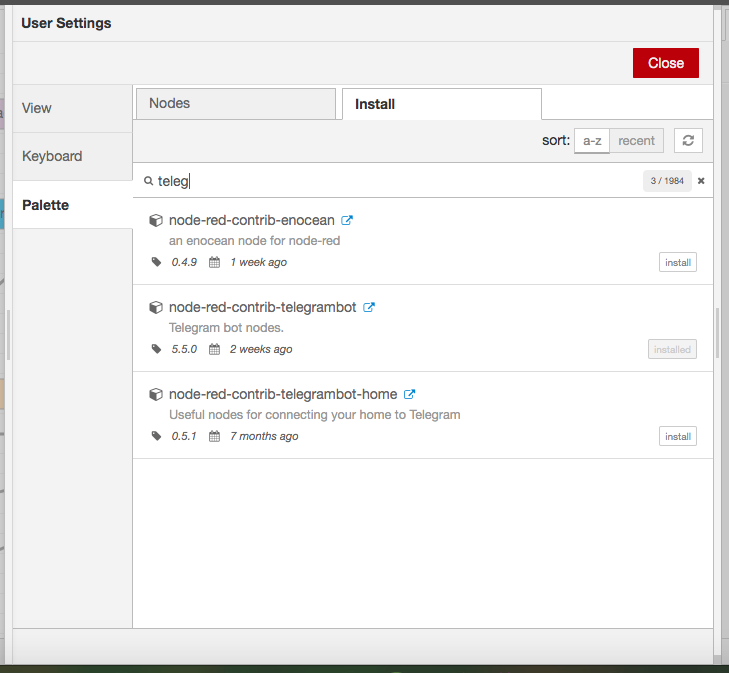 User Settings
Close
View
Keyboard
Palette
Nodes
Install
sort: a-z recent
teleg
3 / 1984
node-red-contrib-enocean
an enocean node for node-red
0.4.9 1 week ago
install
node-red-contrib-telegrambot
Telegram bot nodes.
5.5.0 2 weeks ago
installed
node-red-contrib-telegrambot-home
Useful nodes for connecting your home to Telegram
0.5.1 7 months ago
install